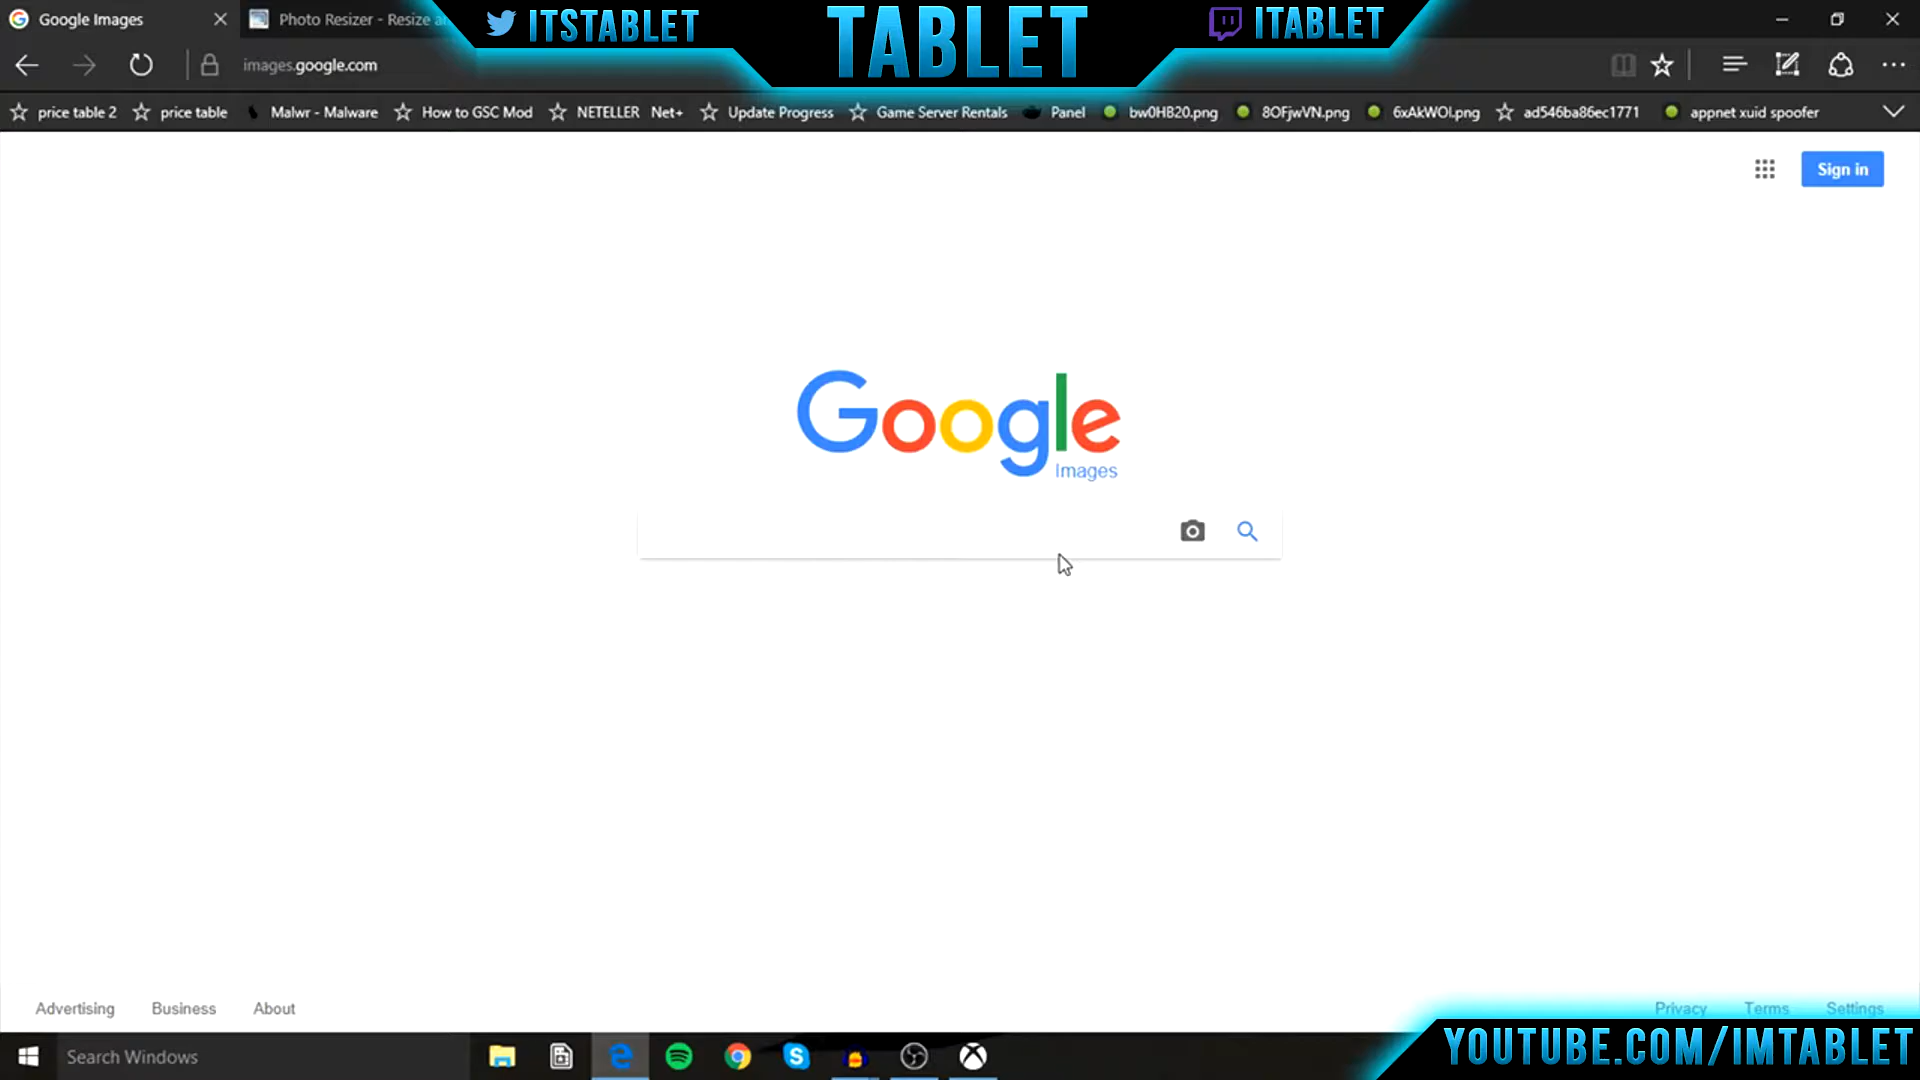 Google Images
Photo Resizer - Resize
ITSTABLET
TABLET
ITABLET
images.google.com
price table 2
price table
Malwr - Malware
How to GSC Mod
NETELLER Net+
Update Progress
Game Server Rentals
Panel
bw0HB20.png
8OFjwVN.png
6xAkWOl.png
ad546ba86ec1771
appnet xuid spoofer
Sign in
Google
Images
Advertising
Business
About
Privacy
Terms
Settings
Search Windows
YOUTUBE.COM/IMTABLET